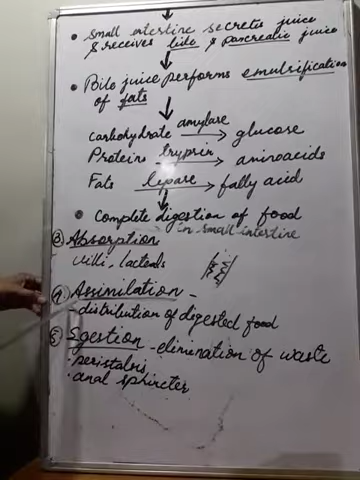 ↓
• Small intestine secretes juice
& receives bile & pancreatic juice
↓
• Bile juice performs emulsification
of fats
↓
carbohydrate amylase → glucose
Proteins trypsin → aminoacids
Fats lipase → fatty acid
↓
• Complete digestion of food
in small intestine
③ Absorption
villi, lacteals
④ Assimilation -
- distribution of digested food
⑤ Egestion - elimination of waste
• peristalsis
• anal sphincter